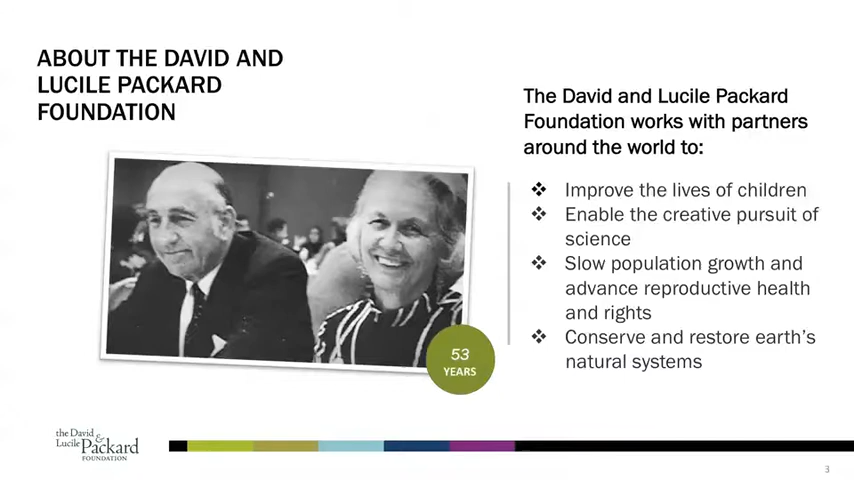 ABOUT THE DAVID AND
LUCILE PACKARD
FOUNDATION
The David and Lucile Packard
Foundation works with partners
around the world to:
❖ Improve the lives of children
❖ Enable the creative pursuit of
science
❖ Slow population growth and
advance reproductive health
and rights
❖ Conserve and restore earth's
natural systems
53
YEARS
the David
& Lucile Packard
FOUNDATION
3